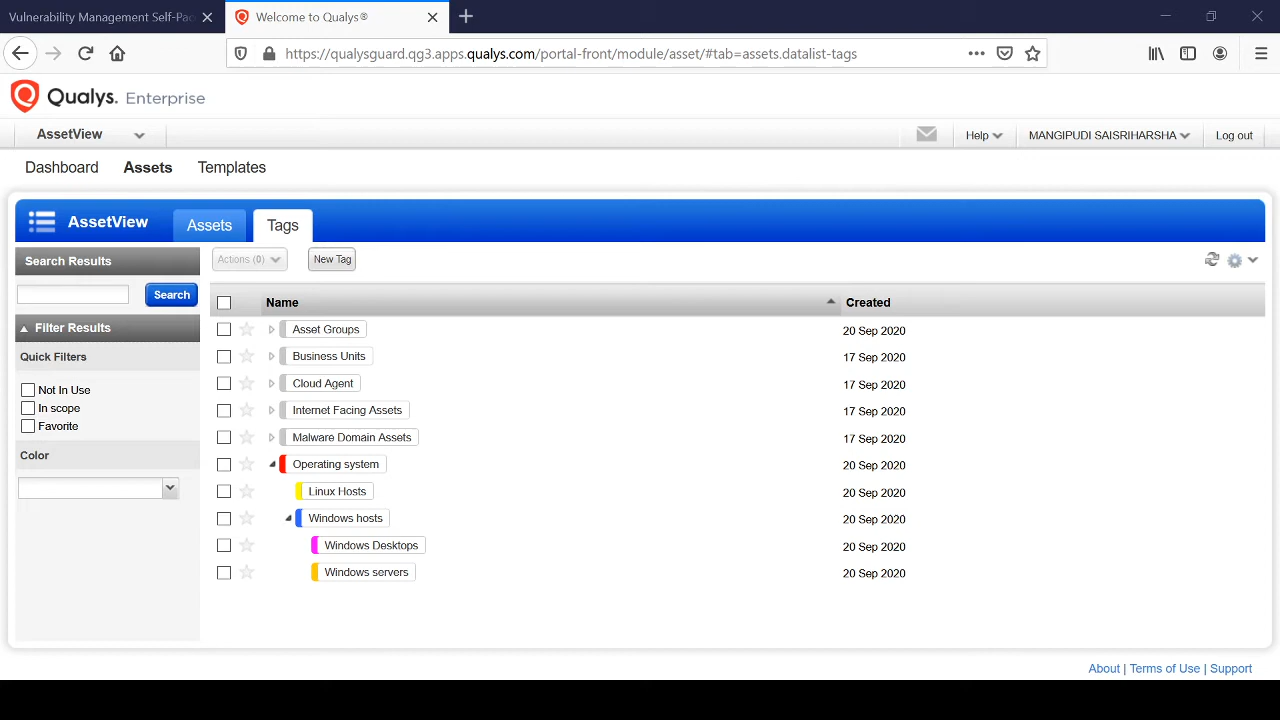 Vulnerability Management Self-Pac
Welcome to Qualys®
https://qualysguard.qg3.apps.qualys.com/portal-front/module/asset/#tab=assets.datalist-tags
Qualys. Enterprise
AssetView
Help
MANGIPUDI SAISRIHARSHA
Log out
Dashboard
Assets
Templates
AssetView
Assets
Tags
Search Results
Actions (0)
New Tag
Search
Name
Created
Filter Results
Asset Groups 20 Sep 2020
Quick Filters
Business Units 17 Sep 2020
Cloud Agent 17 Sep 2020
Not In Use
In scope
Favorite
Internet Facing Assets 17 Sep 2020
Malware Domain Assets 17 Sep 2020
Color
Operating system 20 Sep 2020
Linux Hosts 20 Sep 2020
Windows hosts 20 Sep 2020
Windows Desktops 20 Sep 2020
Windows servers 20 Sep 2020
About | Terms of Use | Support